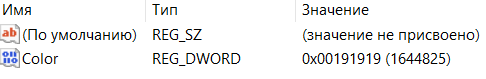 Имя Тип Значение
(По умолчанию) REG_SZ (значение не присвоено)
Color REG_DWORD 0x00191919 (1644825)